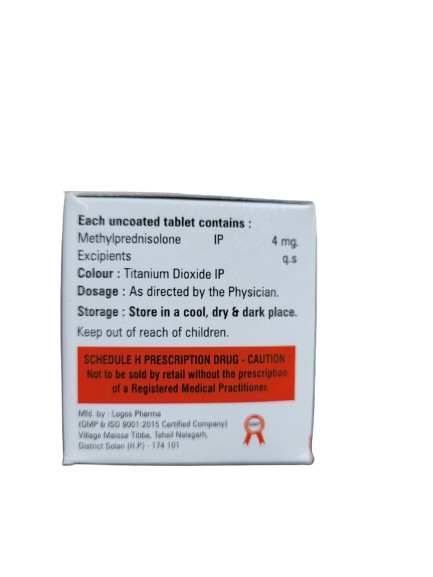 Each uncoated tablet contains :
Methylprednisolone IP 4 mg.
Excipients q.s
Colour : Titanium Dioxide IP
Dosage : As directed by the Physician.
Storage : Store in a cool, dry & dark place.
Keep out of reach of children.
SCHEDULE H PRESCRIPTION DRUG - CAUTION :
Not to be sold by retail without the prescription
of a Registered Medical Practitioner.
Mfd. by : Logos Pharma
(GMP & ISO 9001:2015 Certified Company)
Village Maissa Tibba, Tehsil Nalagarh,
District Solan (H.P.) - 174 101
GMP